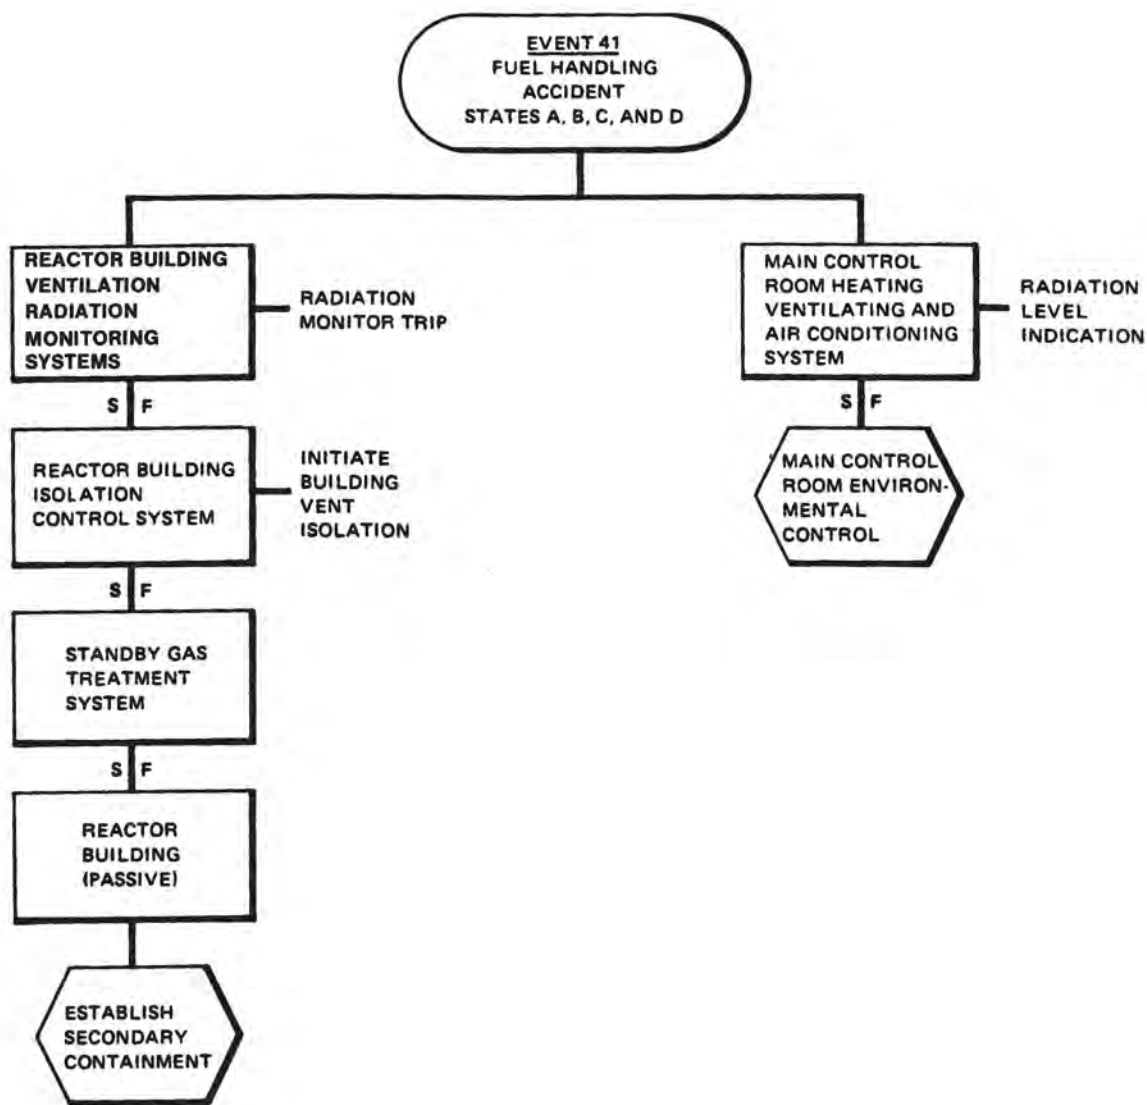 EVENT 41
FUEL HANDLING
ACCIDENT
STATES A, B, C, AND D
REACTOR BUILDING
VENTILATION
RADIATION
MONITORING
SYSTEMS
RADIATION
MONITOR TRIP
S F
REACTOR BUILDING
ISOLATION
CONTROL SYSTEM
INITIATE
BUILDING
VENT
ISOLATION
S F
STANDBY GAS
TREATMENT
SYSTEM
S F
REACTOR
BUILDING
(PASSIVE)
ESTABLISH
SECONDARY
CONTAINMENT
MAIN CONTROL
ROOM HEATING
VENTILATING AND
AIR CONDITIONING
SYSTEM
RADIATION
LEVEL
INDICATION
S F
MAIN CONTROL
ROOM ENVIRON-
MENTAL
CONTROL